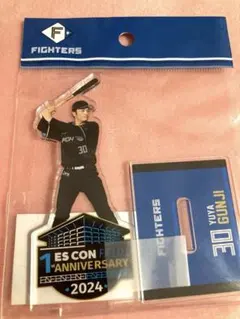 F
FIGHTERS
30
1st ES CON FIELD
ANNIVERSARY
2024
FIGHTERS
30 YUYA
GUNJI